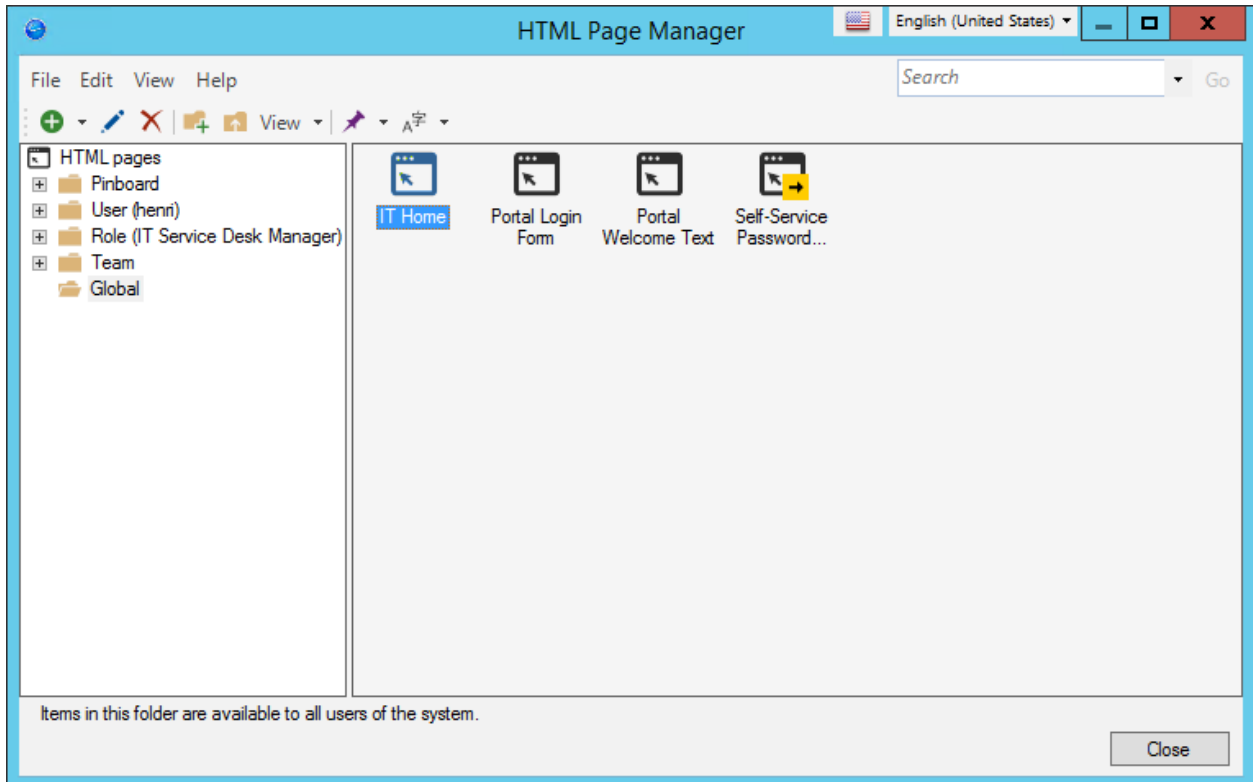 HTML Page Manager
English (United States)
File Edit View Help
Search
Go
View
A字
HTML pages
Pinboard
User (henri)
Role (IT Service Desk Manager)
Team
Global
IT Home
Portal Login
Form
Portal
Welcome Text
Self-Service
Password...
Items in this folder are available to all users of the system.
Close